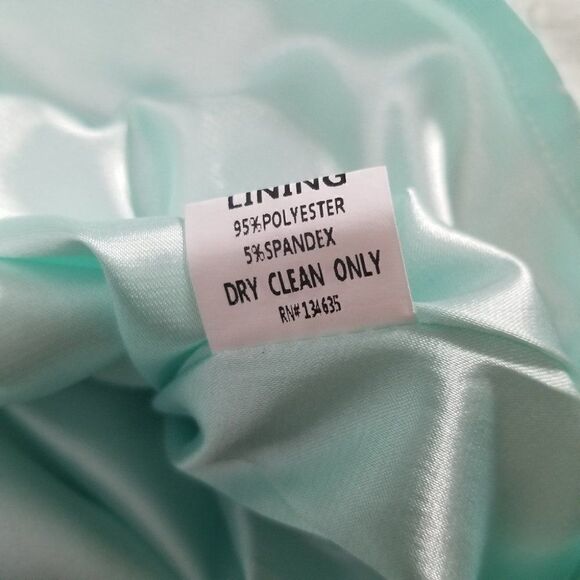 LINING
95%POLYESTER
5%SPANDEX
DRY CLEAN ONLY
RN# 134635